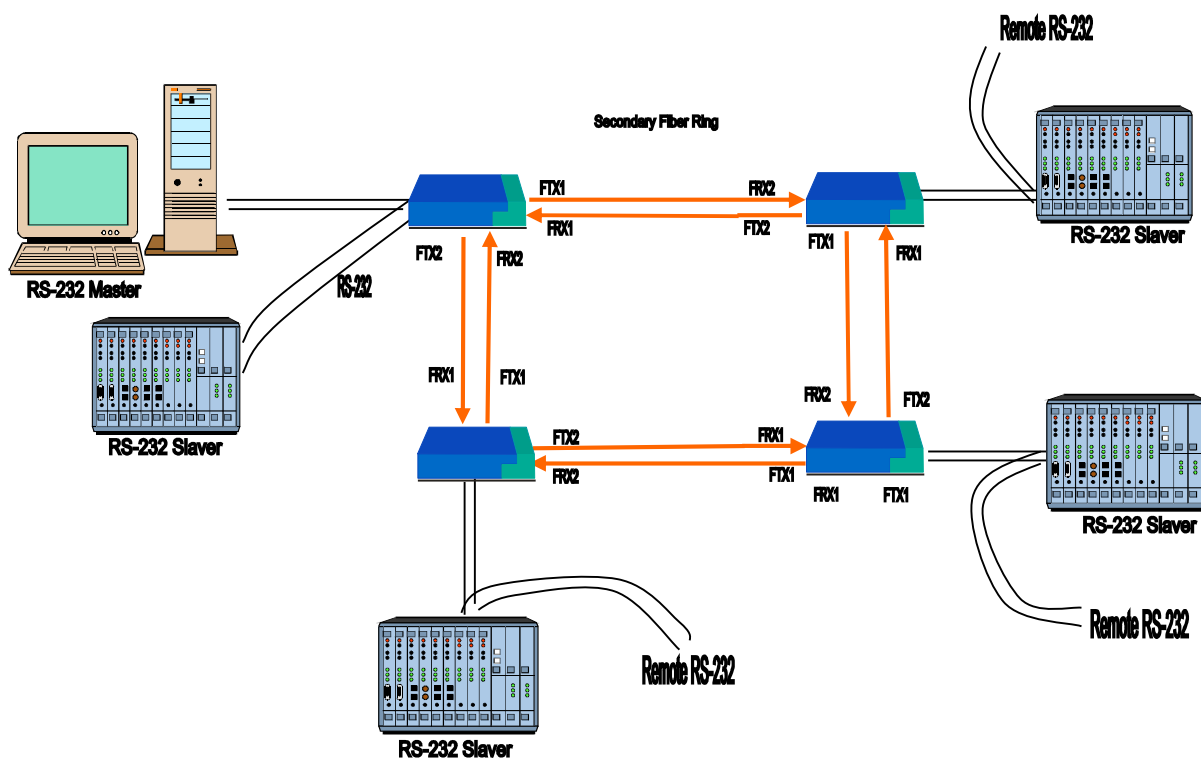 Remote RS-232
Secondary Fiber Ring
FTX1
FRX2
FRX1
FTX2
RS-232 Slaver
FTX2
FRX2
FTX1
FRX1
RS-232 Master
RS-232
FRX1
FTX1
FRX2
FTX2
RS-232 Slaver
FTX2
FRX1
FRX2
FTX1
FRX1
FTX1
RS-232 Slaver
Remote RS-232
Remote RS-232
RS-232 Slaver